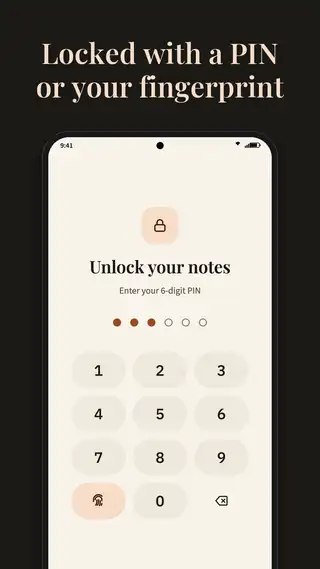 Locked with a PIN
or your fingerprint
9:41
Unlock your notes
Enter your 6-digit PIN
1 2 3
4 5 6
7 8 9
0